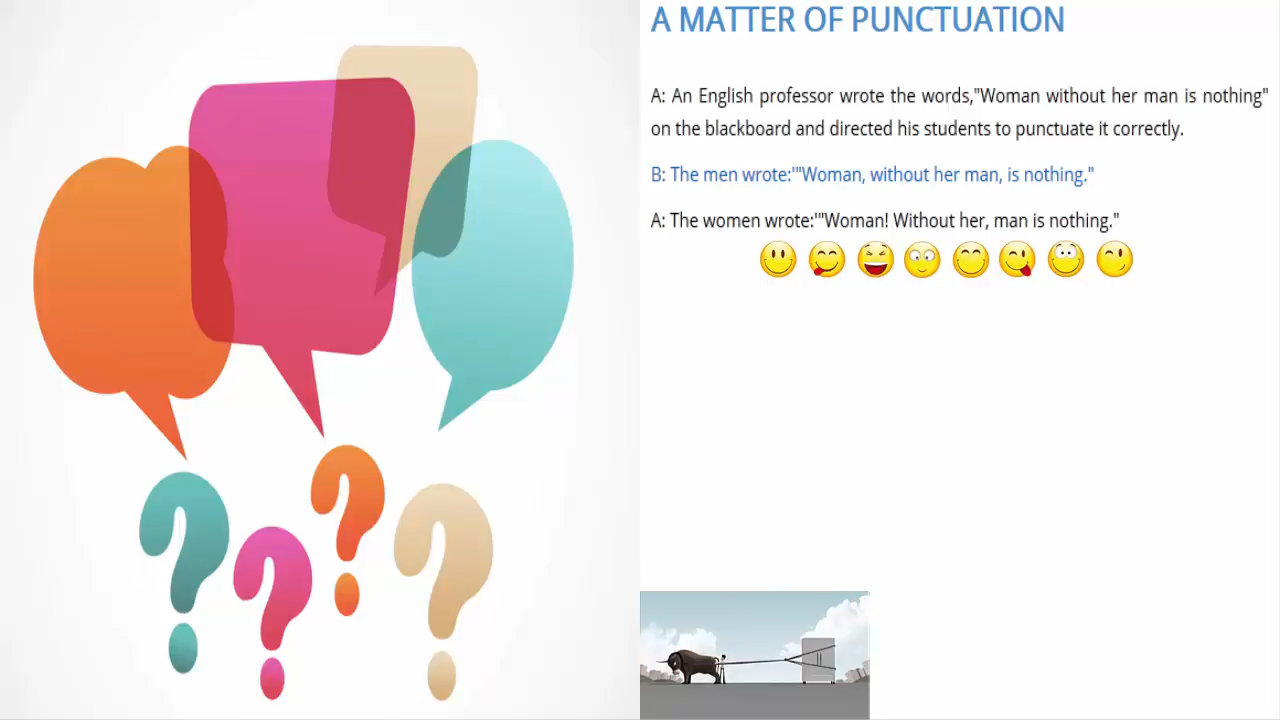 A MATTER OF PUNCTUATION
A: An English professor wrote the words,"Woman without her man is nothing"
on the blackboard and directed his students to punctuate it correctly.
B: The men wrote:'"Woman, without her man, is nothing."
A: The women wrote:'"Woman! Without her, man is nothing."